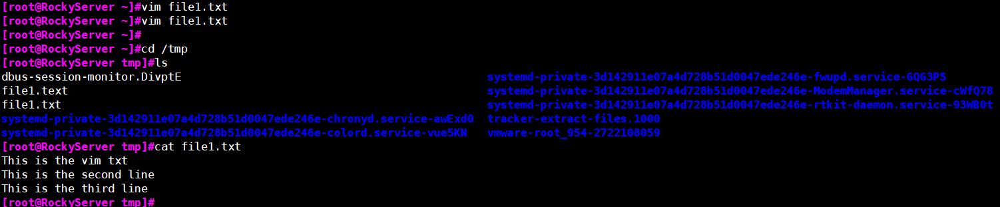 [root@RockyServer ~]#vim file1.txt
[root@RockyServer ~]#vim file1.txt
[root@RockyServer ~]#
[root@RockyServer ~]#cd /tmp
[root@RockyServer tmp]#ls
dbus-session-monitor.DivptE systemd-private-3d142911e07a4d728b51d0047ede246e-fwupd.service-6QG3PS
file1.text systemd-private-3d142911e07a4d728b51d0047ede246e-ModemManager.service-cWfQ78
file1.txt systemd-private-3d142911e07a4d728b51d0047ede246e-rtkit-daemon.service-93WB0t
systemd-private-3d142911e07a4d728b51d0047ede246e-chronyd.service-awExd0 tracker-extract-files.1000
systemd-private-3d142911e07a4d728b51d0047ede246e-colord.service-vue5KN vmware-root_954-2722108059
[root@RockyServer tmp]#cat file1.txt
This is the vim txt
This is the second line
This is the third line
[root@RockyServer tmp]#